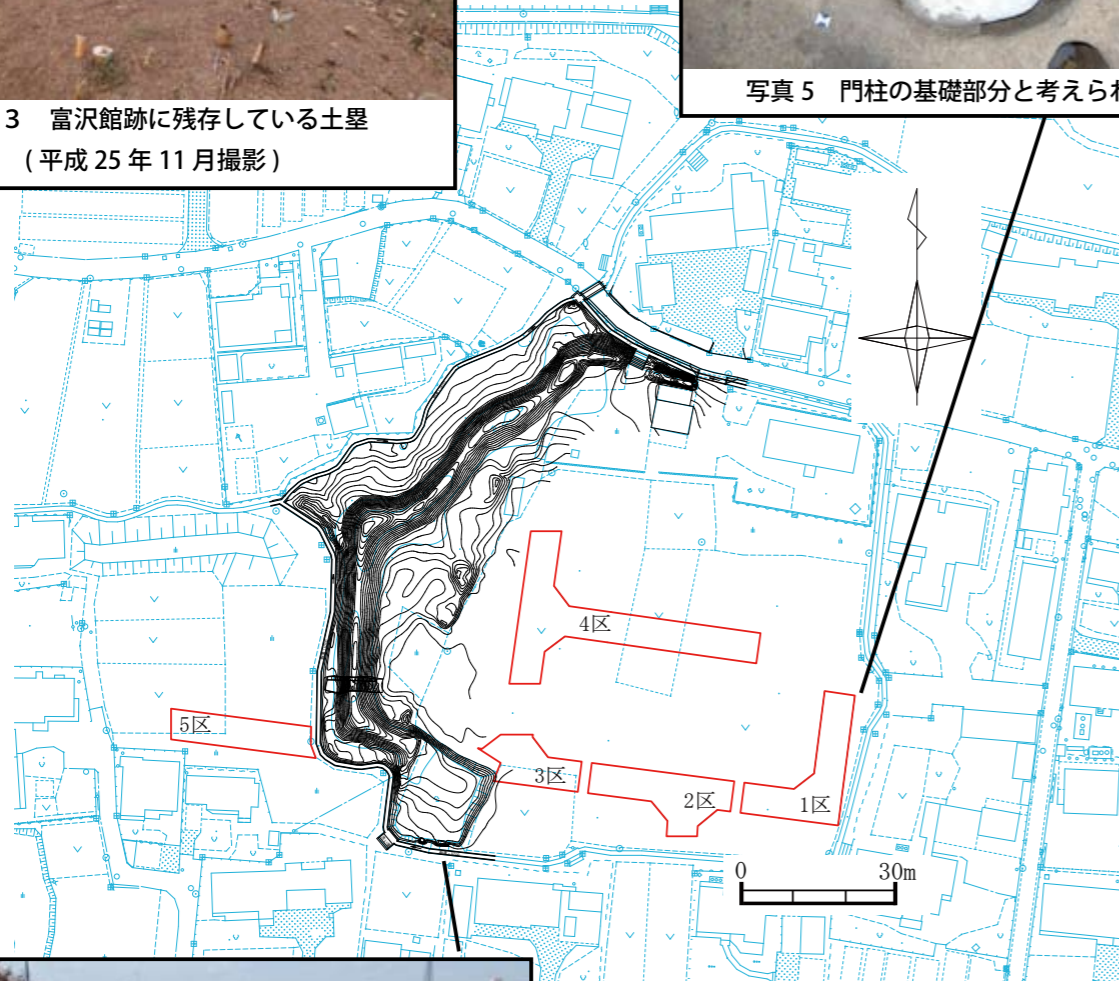 3 富沢館跡に残存している土塁
(平成 25 年 11 月撮影)
写真 5 門柱の基礎部分と考えら
4区
5区
3区
2区
1区
0 30m